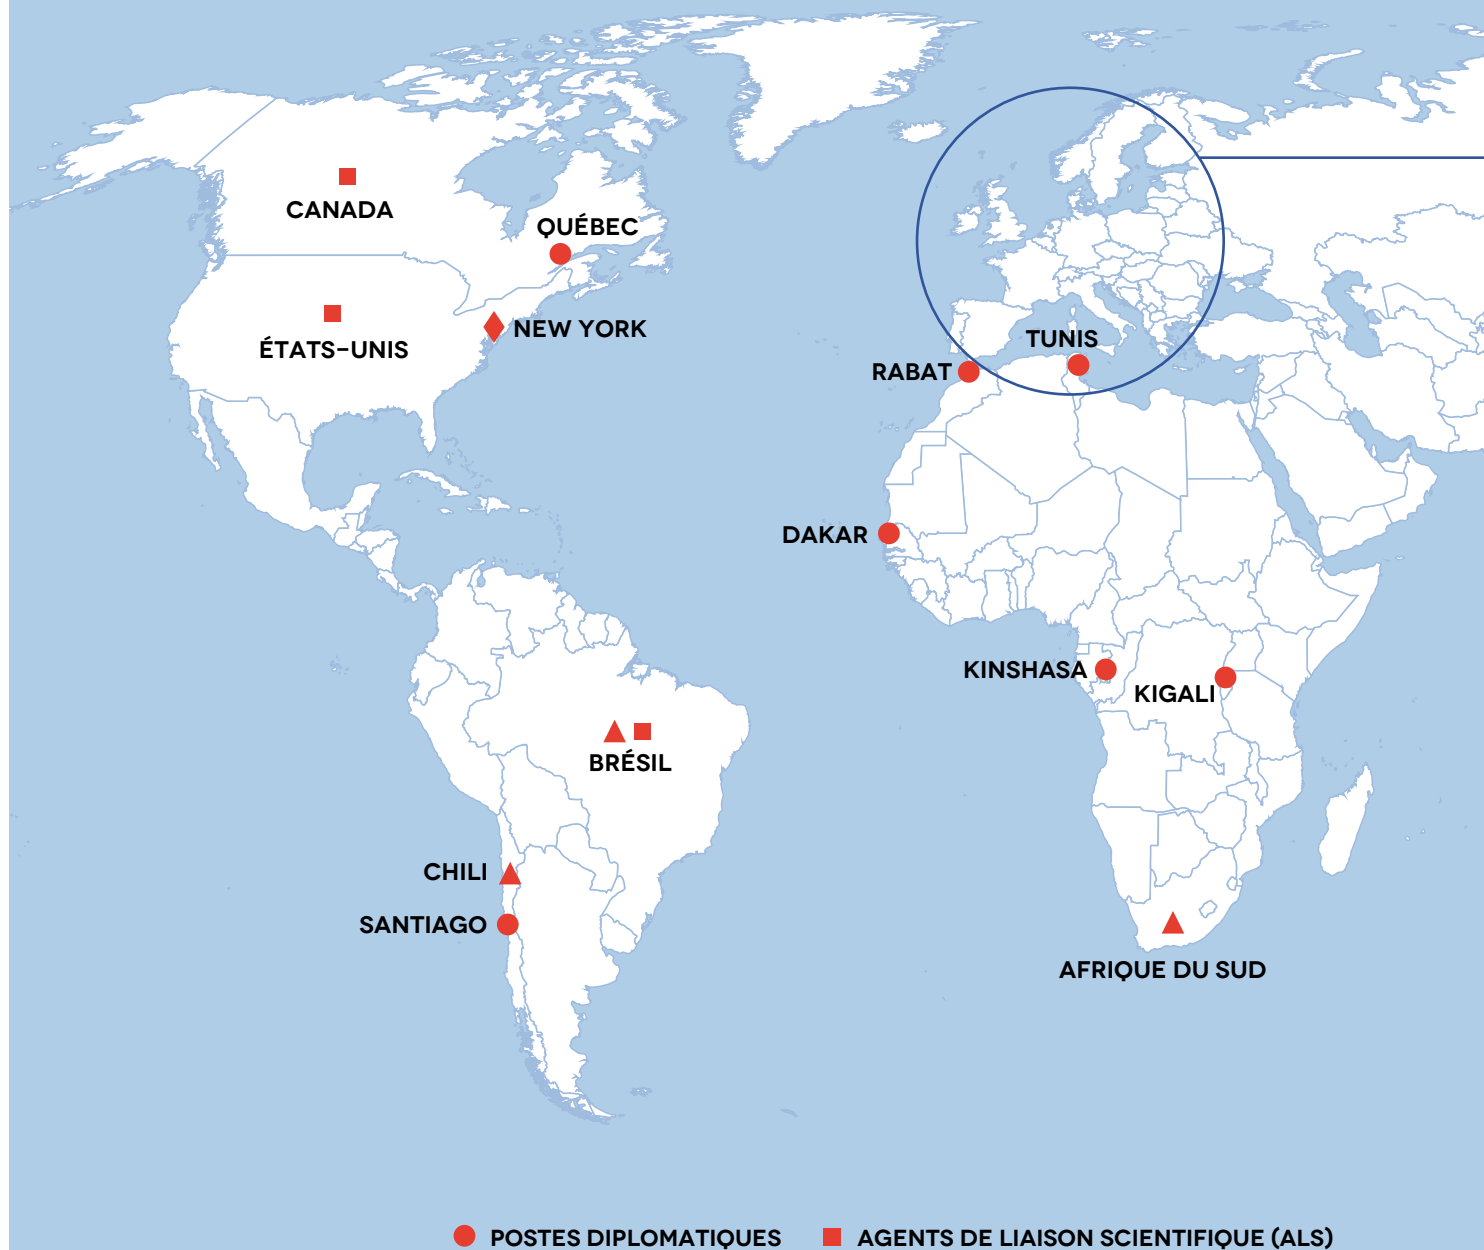 CANADA
QUÉBEC
NEW YORK
ÉTATS-UNIS
TUNIS
RABAT
DAKAR
KINSHASA
KIGALI
BRÉSIL
CHILI
SANTIAGO
AFRIQUE DU SUD
POSTES DIPLOMATIQUES
AGENTS DE LIAISON SCIENTIFIQUE (ALS)